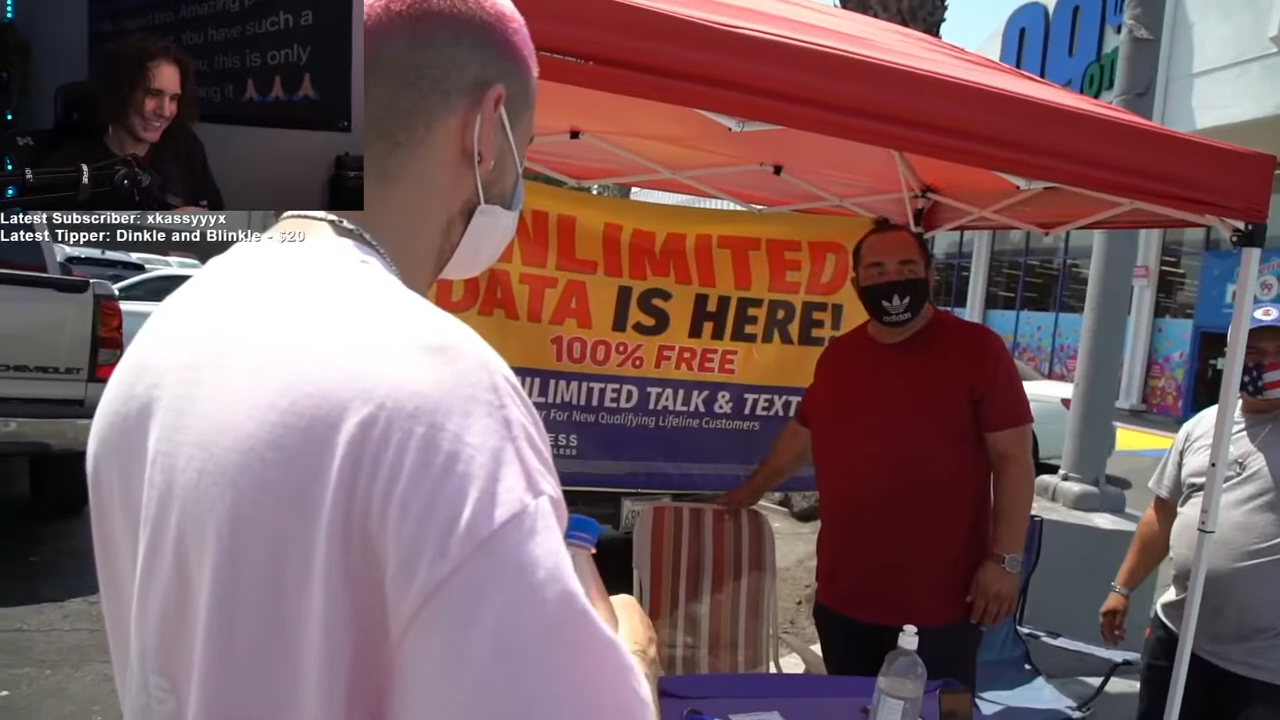 You have such a
this is only
Latest Subscriber: xkassyyyx
Latest Tipper: Dinkle and Blinkle - $20
99
CHEVROLET
UNLIMITED
DATA IS HERE!
100% FREE
UNLIMITED TALK & TEXT
For New Qualifying Lifeline Customers
adidas